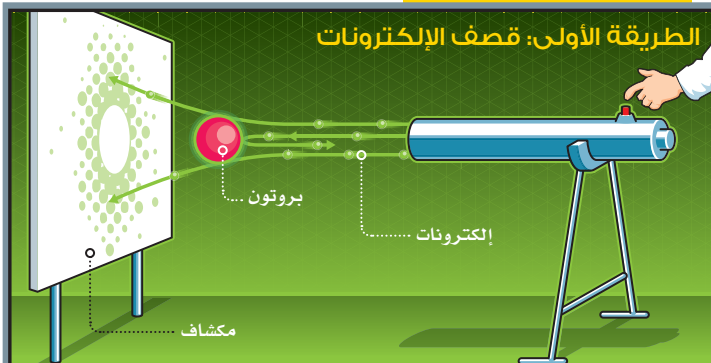 الطريقة الأولى: قصف الإلكترونات
بروتون
إلكترونات
مكشاف